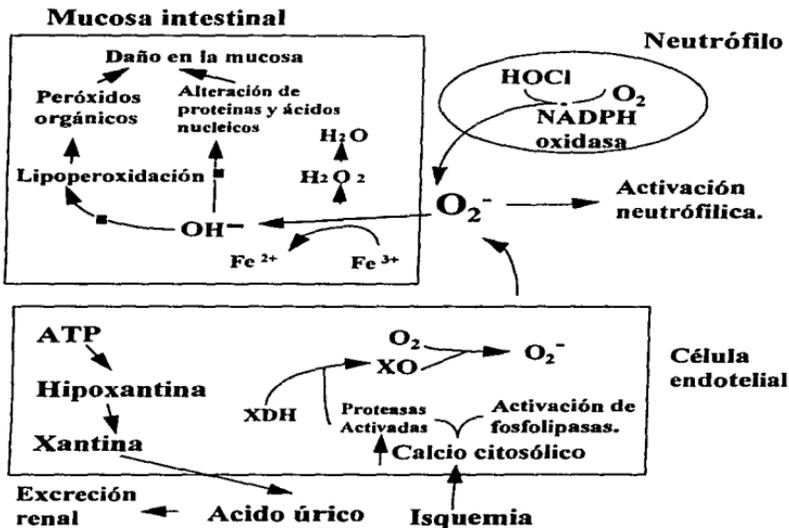 Mucosa intestinal
Neutrófilo
Daño en la mucosa
Peróxidos
orgánicos
Alteración de
proteinas y ácidos
nucleicos
HOCl
O2
NADPH
oxidasa
H2O
Lipoperoxidación
H2O2
O2-
Activación
neutrófilica.
OH-
Fe 2+
Fe 3+
ATP
O2
XO
O2-
Célula
endotelial
Hipoxantina
XDH
Proteasas
Activadas
Activación de
fosfolipasas.
Xantina
Calcio citosólico
Excreción
renal
Acido úrico
Isquemia